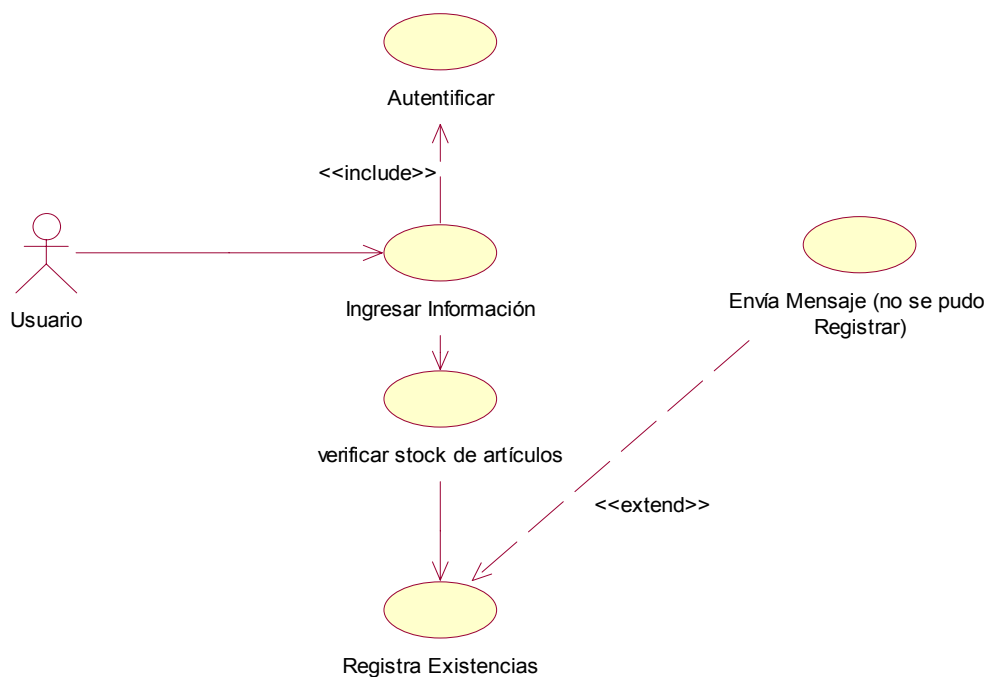 Autentificar
<<include>>
Usuario
Ingresar Información
Envía Mensaje (no se pudo
Registrar)
verificar stock de artículos
<<extend>>
Registra Existencias